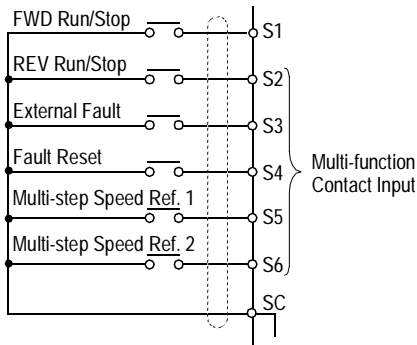 FWD Run/Stop S1
REV Run/Stop S2
External Fault S3
Fault Reset S4
Multi-function
Contact Input
Multi-step Speed Ref. 1 S5
Multi-step Speed Ref. 2 S6
SC